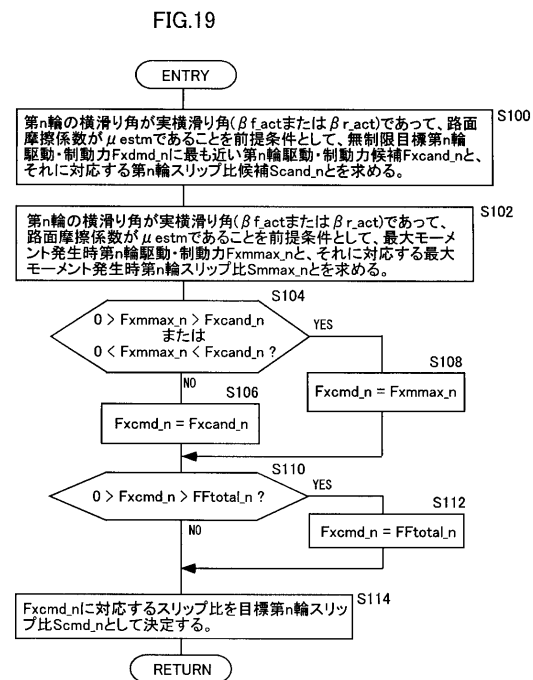 FIG.19
ENTRY
S100
第n輪の横滑り角が実横滑り角(βf_actまたはβr_act)であって、路面
摩擦係数がμestmであることを前提条件として、無制限目標第n輪
駆動・制動力Fxdmd_nに最も近い第n輪駆動・制動力候補Fxcand_nと、
それに対応する第n輪スリップ比候補Scand_nとを求める。
S102
第n輪の横滑り角が実横滑り角(βf_actまたはβr_act)であって、
路面摩擦係数がμestmであることを前提条件として、最大モーメ
ント発生時第n輪駆動・制動力Fxmmax_nと、それに対応する最大
モーメント発生時第n輪スリップ比Smmax_nとを求める。
S104
0 > Fxmmax_n > Fxcand_n
または
0 < Fxmmax_n < Fxcand_n ?
YES
S108
Fxcmd_n = Fxmmax_n
NO
S106
Fxcmd_n = Fxcand_n
S110
0 > Fxcmd_n > FFtotal_n ?
YES
S112
Fxcmd_n = FFtotal_n
NO
S114
Fxcmd_nに対応するスリップ比を目標第n輪スリッ
プ比Scmd_nとして決定する。
RETURN